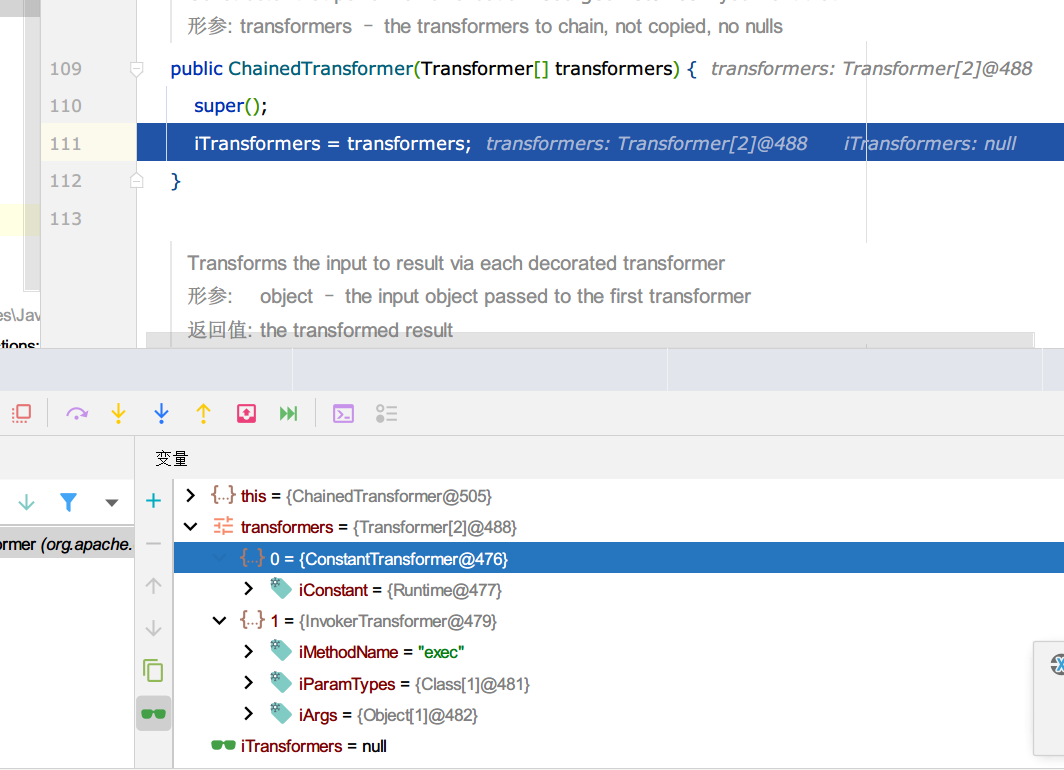 形参: transformers – the transformers to chain, not copied, no nulls
109 public ChainedTransformer(Transformer[] transformers) { transformers: Transformer[2]@488
110 super();
111 iTransformers = transformers; transformers: Transformer[2]@488 iTransformers: null
112 }
113
Transforms the input to result via each decorated transformer
形参: object – the input object passed to the first transformer
返回值: the transformed result
es\Jav
tions:
变量
this = {ChainedTransformer@505}
transformers = {Transformer[2]@488}
ormer (org.apache.
0 = {ConstantTransformer@476}
iConstant = {Runtime@477}
1 = {InvokerTransformer@479}
iMethodName = "exec"
iParamTypes = {Class[1]@481}
iArgs = {Object[1]@482}
iTransformers = null